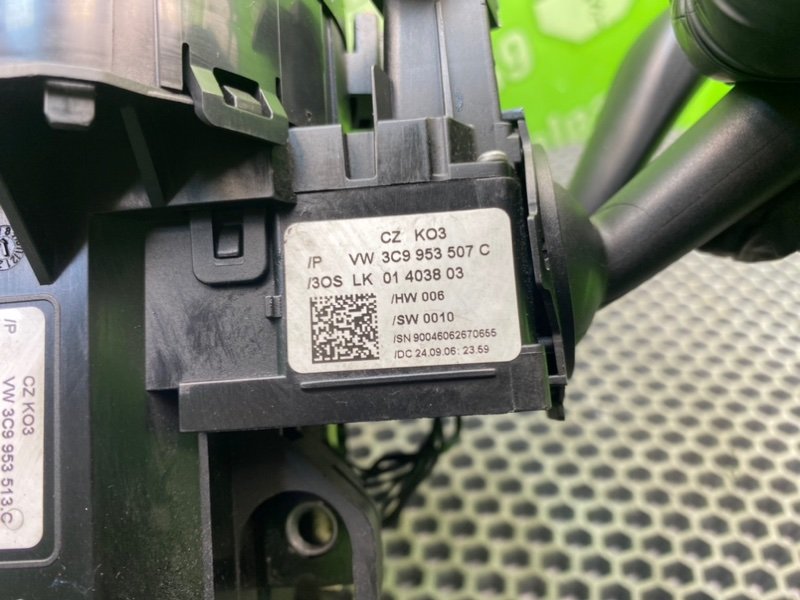 CZ KO3
/P VW 3C9 953 507 C
/3OS LK 01 4038 03
/HW 006
/SW 0010
/SN 90046062670655
/DC 24.09.06; 23.59
/P
CZ KO3
VW 3C9 953 513.C